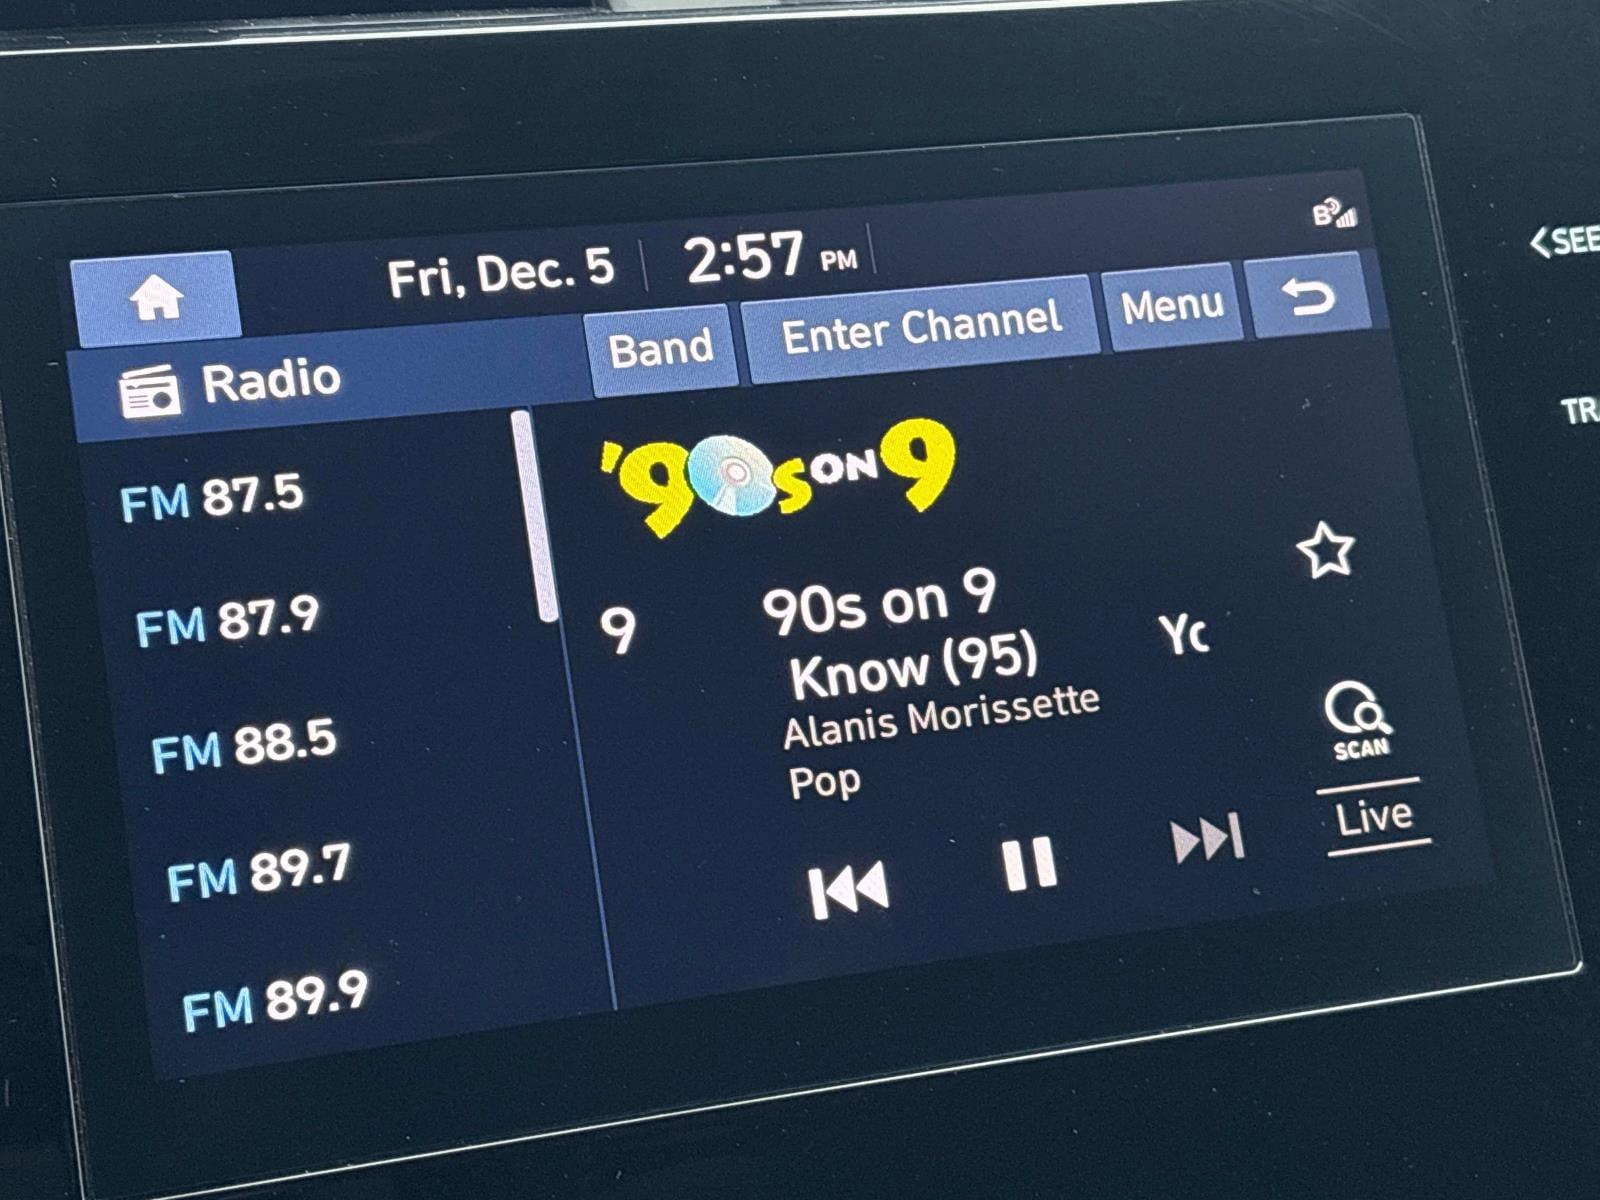 Fri, Dec. 5 2:57 PM
B
Radio
Band
Enter Channel
Menu
FM 87.5
FM 87.9
FM 88.5
FM 89.7
FM 89.9
'90s ON 9
9
90s on 9
Know (95) Yc
Alanis Morissette
Pop
SCAN
Live
SEE
TRA